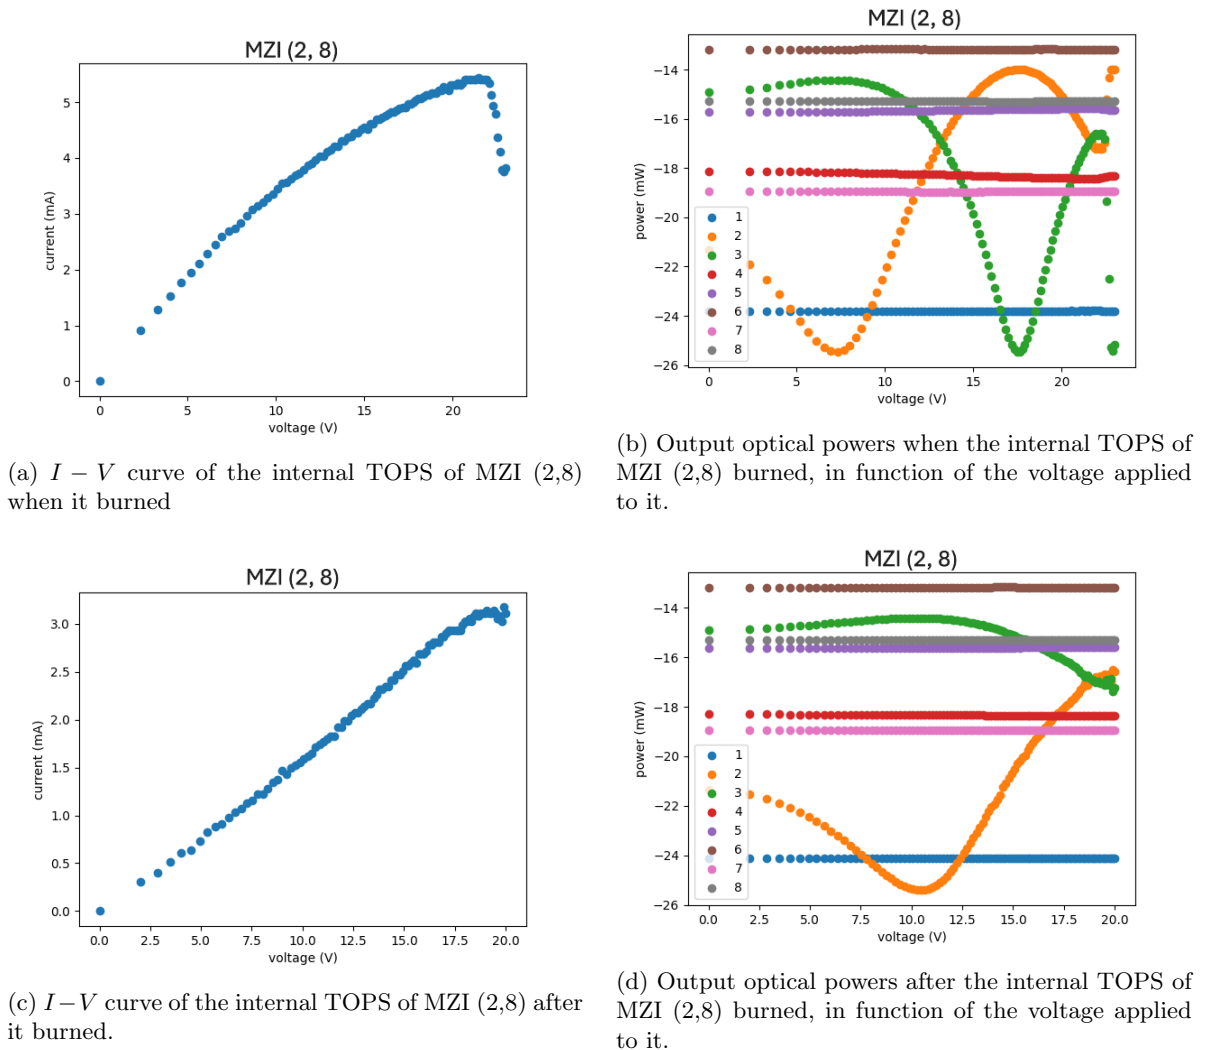 MZI (2, 8)
current (mA)
5
4
3
2
1
0
0 5 10 15 20
voltage (V)
(a) I − V curve of the internal TOPS of MZI (2,8)
when it burned
MZI (2, 8)
power (mW)
−14
−16
−18
−20
−22
−24
−26
1
2
3
4
5
6
7
8
0 5 10 15 20
voltage (V)
(b) Output optical powers when the internal TOPS of
MZI (2,8) burned, in function of the voltage applied
to it.
MZI (2, 8)
current (mA)
3.0
2.5
2.0
1.5
1.0
0.5
0.0
0.0 2.5 5.0 7.5 10.0 12.5 15.0 17.5 20.0
voltage (V)
(c) I−V curve of the internal TOPS of MZI (2,8) after
it burned.
MZI (2, 8)
power (mW)
−14
−16
−18
−20
−22
−24
−26
1
2
3
4
5
6
7
8
0.0 2.5 5.0 7.5 10.0 12.5 15.0 17.5 20.0
voltage (V)
(d) Output optical powers after the internal TOPS of
MZI (2,8) burned, in function of the voltage applied
to it.